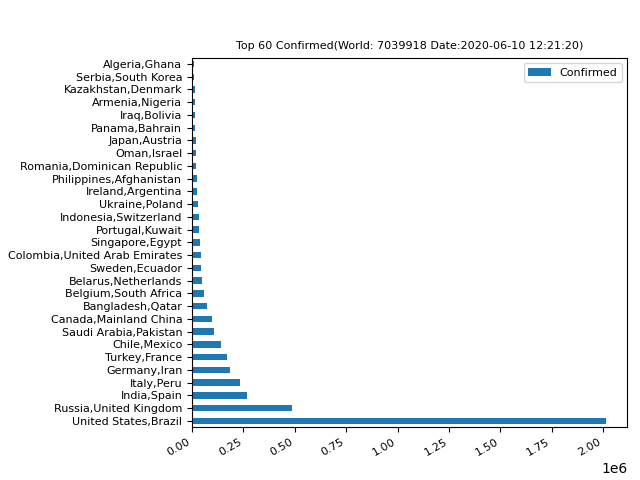 Top 60 Confirmed(World: 7039918 Date:2020-06-10 12:21:20)
Confirmed
Algeria,Ghana
Serbia,South Korea
Kazakhstan,Denmark
Armenia,Nigeria
Iraq,Bolivia
Panama,Bahrain
Japan,Austria
Oman,Israel
Romania,Dominican Republic
Philippines,Afghanistan
Ireland,Argentina
Ukraine,Poland
Indonesia,Switzerland
Portugal,Kuwait
Singapore,Egypt
Colombia,United Arab Emirates
Sweden,Ecuador
Belarus,Netherlands
Belgium,South Africa
Bangladesh,Qatar
Canada,Mainland China
Saudi Arabia,Pakistan
Chile,Mexico
Turkey,France
Germany,Iran
Italy,Peru
India,Spain
Russia,United Kingdom
United States,Brazil
0.00 0.25 0.50 0.75 1.00 1.25 1.50 1.75 2.00
1e6